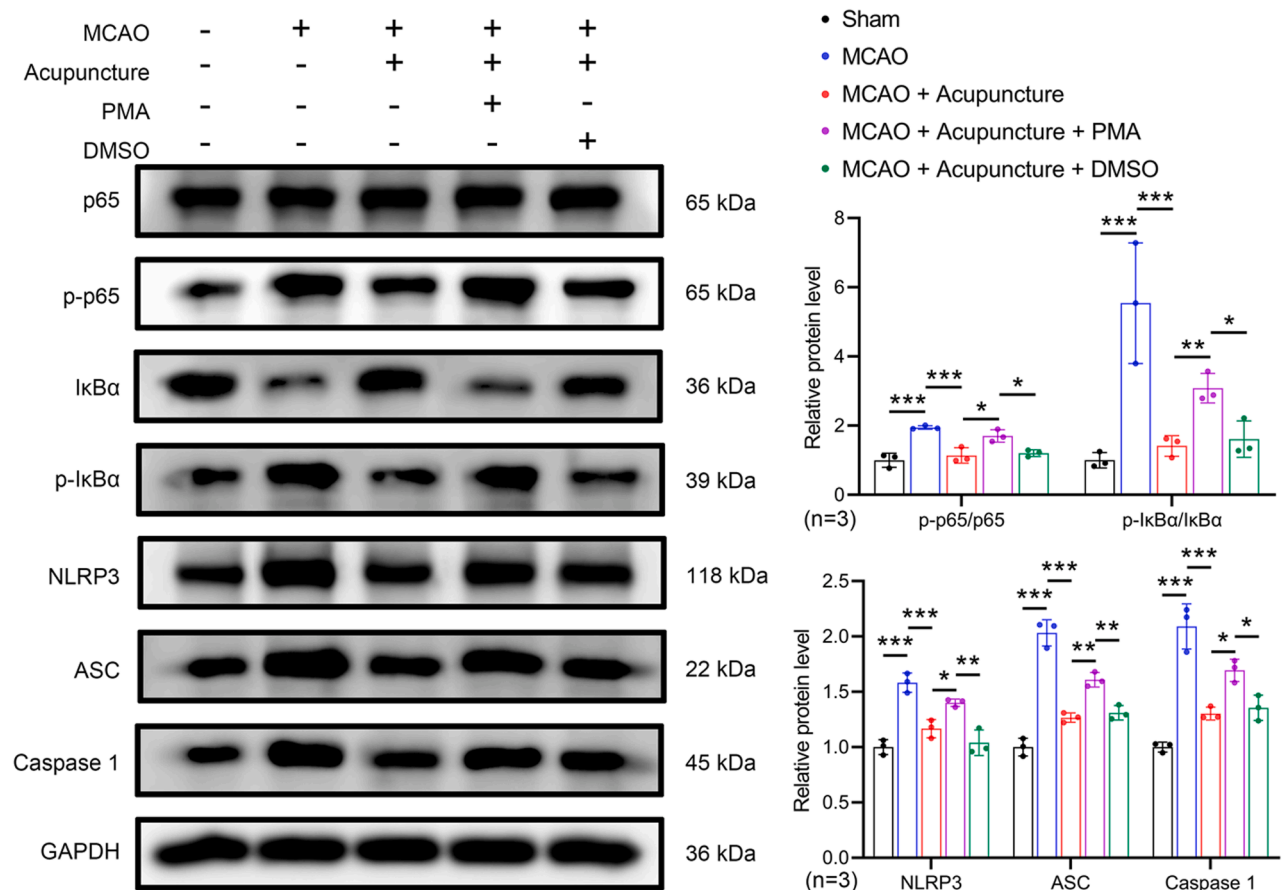 MCAO - + + + +
Acupuncture - - + + +
PMA - - - + -
DMSO - - - - +
p65 65 kDa
p-p65 65 kDa
IκBα 36 kDa
p-IκBα 39 kDa
NLRP3 118 kDa
ASC 22 kDa
Caspase 1 45 kDa
GAPDH 36 kDa
Sham
MCAO
MCAO + Acupuncture
MCAO + Acupuncture + PMA
MCAO + Acupuncture + DMSO
Relative protein level
8
6
4
2
0
*** *** * *
*** *** ** *
(n=3)
p-p65/p65 p-IκBα/IκBα
Relative protein level
2.5
2.0
1.5
1.0
0.5
0.0
*** *** * **
*** *** ** **
*** *** * *
(n=3)
NLRP3 ASC Caspase 1